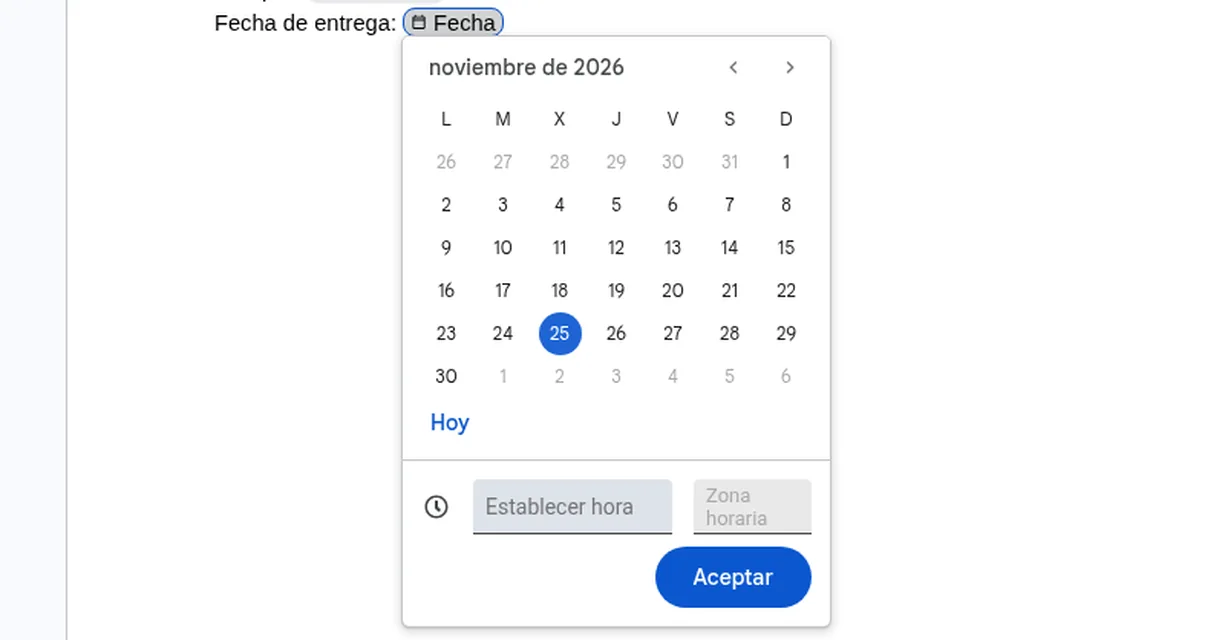 Fecha de entrega: Fecha
noviembre de 2026
L M X J V S D
26 27 28 29 30 31 1
2 3 4 5 6 7 8
9 10 11 12 13 14 15
16 17 18 19 20 21 22
23 24 25 26 27 28 29
30 1 2 3 4 5 6
Hoy
Establecer hora
Zona
horaria
Aceptar